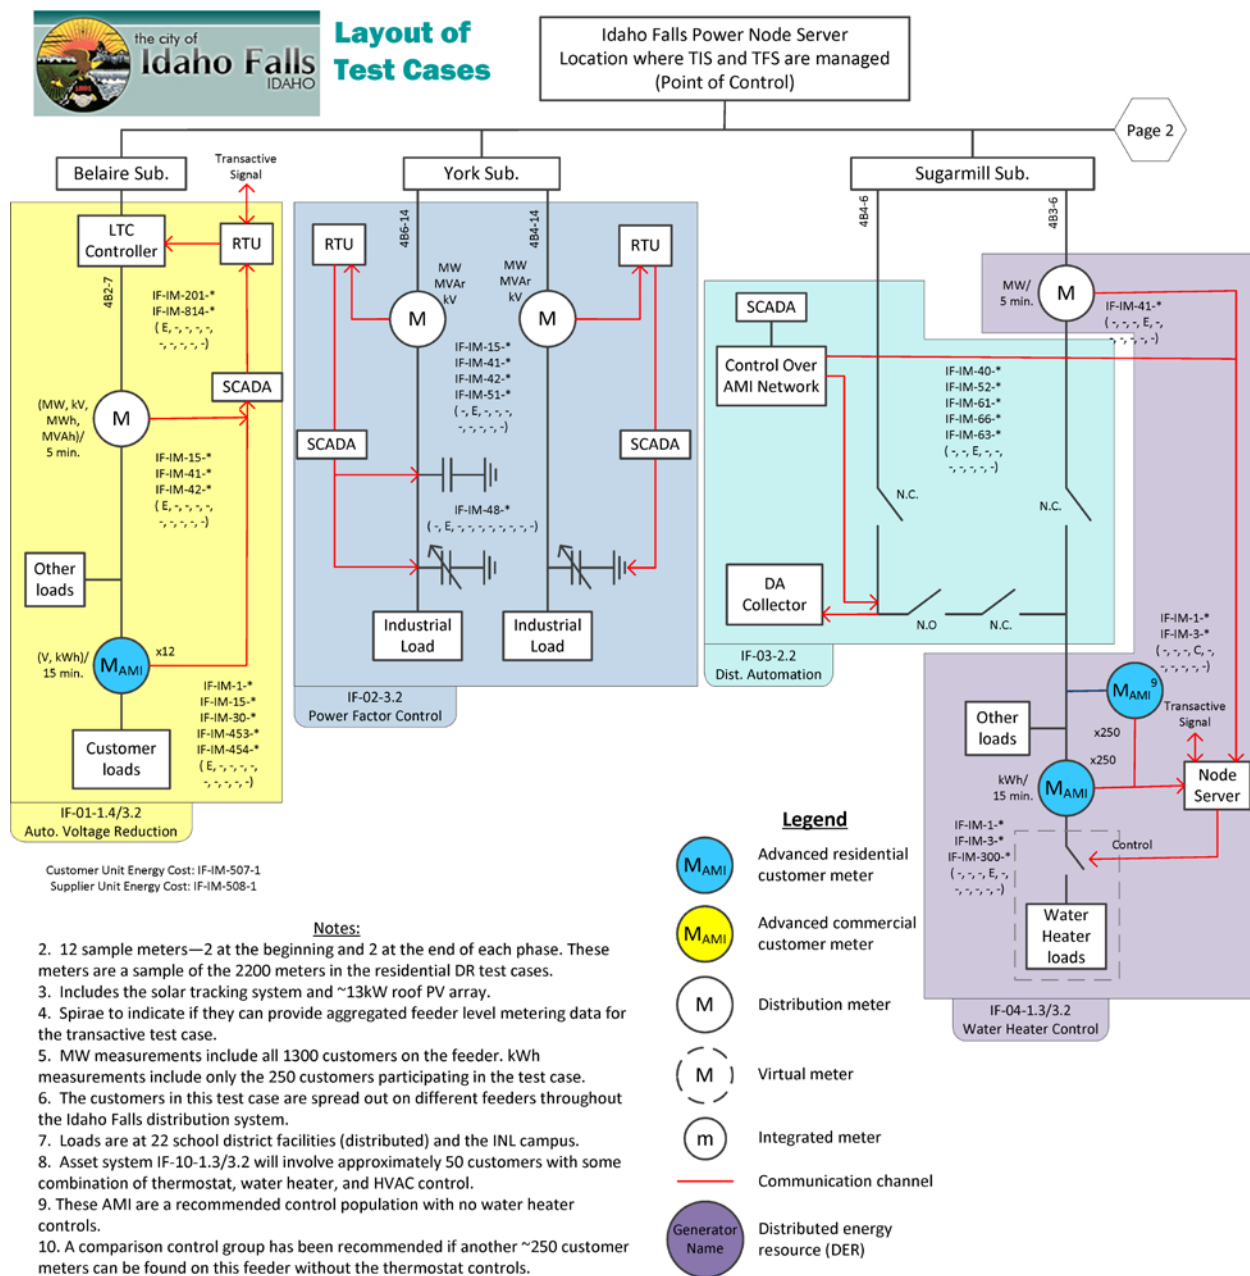 the city of
Idaho Falls
IDAHO
Layout of
Test Cases
Idaho Falls Power Node Server
Location where TIS and TFS are managed
(Point of Control)
Page 2
Belaire Sub.
Transactive
Signal
York Sub.
Sugarmill Sub.
LTC
Controller
RTU
4B2-7
IF-IM-201-*
IF-IM-814-*
( E, -, -, -, -,
-, -, -, -, -)
SCADA
(MW, kV,
MWh,
MVAh)/
5 min.
M
IF-IM-15-*
IF-IM-41-*
IF-IM-42-*
( E, -, -, -, -,
-, -, -, -, -)
Other
loads
(V, kWh)/
15 min.
MAMI
x12
IF-IM-1-*
IF-IM-15-*
IF-IM-30-*
IF-IM-453-*
IF-IM-454-*
( E, -, -, -, -,
-, -, -, -, -)
Customer
loads
IF-01-1.4/3.2
Auto. Voltage Reduction
4B6-14
4B4-14
RTU
RTU
MW
MVAr
kV
MW
MVAr
kV
M
M
IF-IM-15-*
IF-IM-41-*
IF-IM-42-*
IF-IM-51-*
( -, E, -, -, -,
-, -, -, -, -)
SCADA
SCADA
IF-IM-48-*
( -, E, -, -, -, -, -, -, -, -)
Industrial
Load
Industrial
Load
IF-02-3.2
Power Factor Control
4B4-6
4B3-6
SCADA
Control Over
AMI Network
IF-IM-40-*
IF-IM-52-*
IF-IM-61-*
IF-IM-66-*
IF-IM-63-*
( -, -, E, -, -,
-, -, -, -, -)
N.C.
N.C.
DA
Collector
N.O
N.C.
IF-03-2.2
Dist. Automation
MW/
5 min.
M
IF-IM-41-*
( -, -, -, E, -,
-, -, -, -, -)
IF-IM-1-*
IF-IM-3-*
( -, -, -, C, -,
-, -, -, -, -)
MAMI 9
Transactive
Signal
Other
loads
x250
x250
kWh/
15 min.
MAMI
Node
Server
IF-IM-1-*
IF-IM-3-*
IF-IM-300-*
( -, -, -, E, -,
-, -, -, -, -)
Control
Water
Heater
loads
IF-04-1.3/3.2
Water Heater Control
Customer Unit Energy Cost: IF-IM-507-1
Supplier Unit Energy Cost: IF-IM-508-1
Notes:
2. 12 sample meters—2 at the beginning and 2 at the end of each phase. These
meters are a sample of the 2200 meters in the residential DR test cases.
3. Includes the solar tracking system and ~13kW roof PV array.
4. Spirae to indicate if they can provide aggregated feeder level metering data for
the transactive test case.
5. MW measurements include all 1300 customers on the feeder. kWh
measurements include only the 250 customers participating in the test case.
6. The customers in this test case are spread out on different feeders throughout
the Idaho Falls distribution system.
7. Loads are at 22 school district facilities (distributed) and the INL campus.
8. Asset system IF-10-1.3/3.2 will involve approximately 50 customers with some
combination of thermostat, water heater, and HVAC control.
9. These AMI are a recommended control population with no water heater
controls.
10. A comparison control group has been recommended if another ~250 customer
meters can be found on this feeder without the thermostat controls.
Legend
MAMI
Advanced residential
customer meter
MAMI
Advanced commercial
customer meter
M
Distribution meter
M
Virtual meter
m
Integrated meter
Communication channel
Generator
Name
Distributed energy
resource (DER)